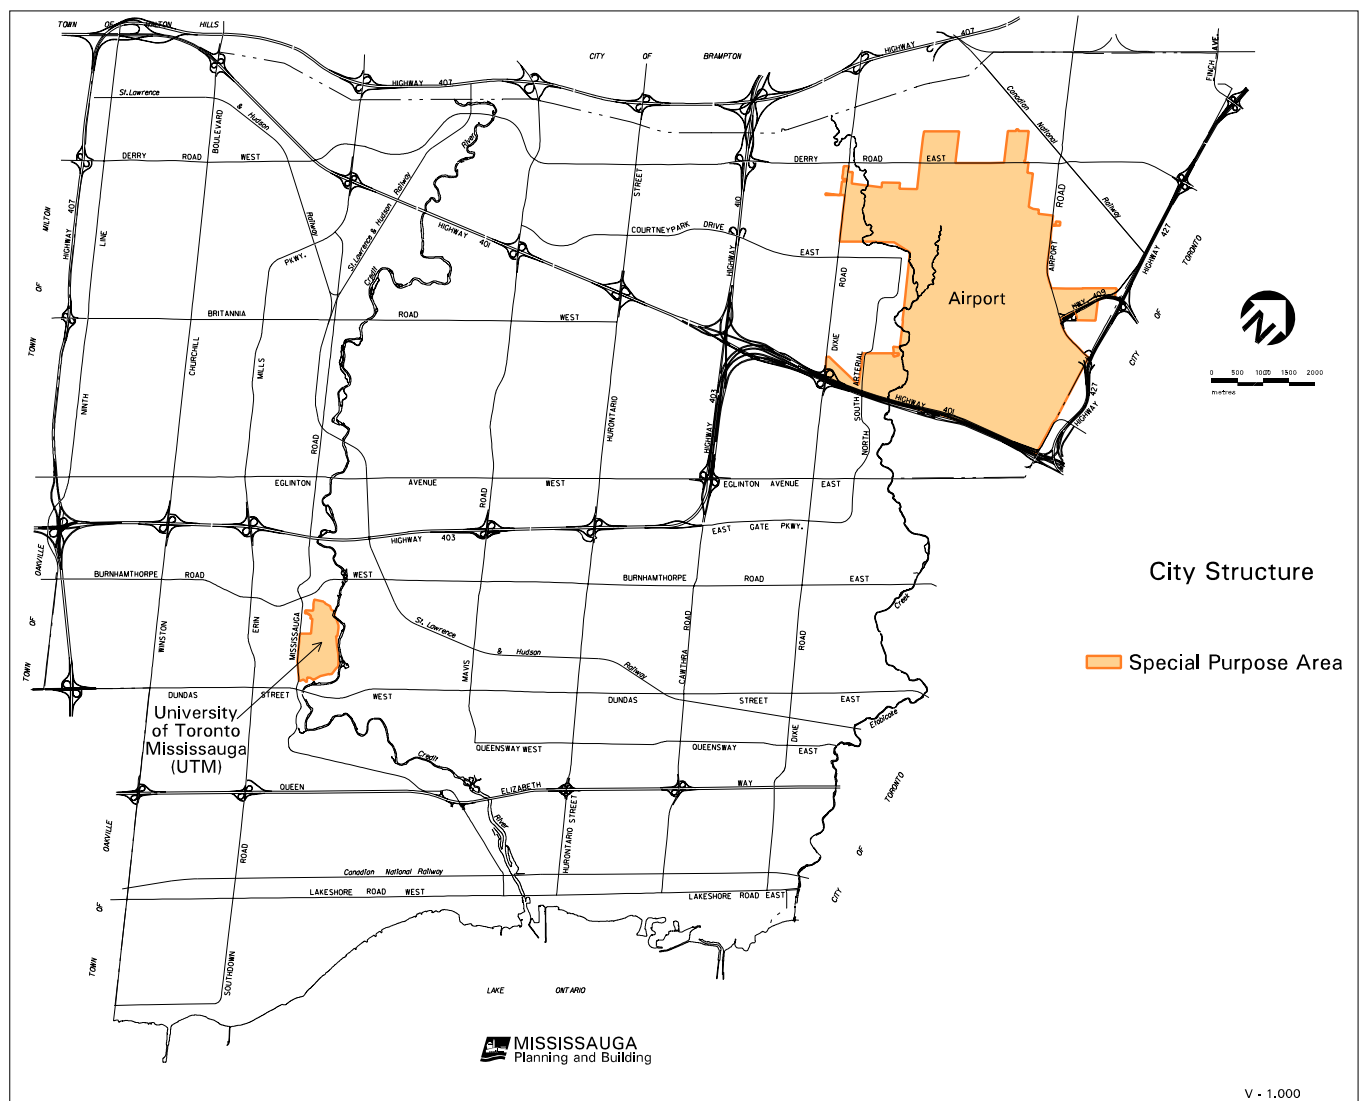 TOWN OF HALTON HILLS
HIGHWAY 407
CITY OF BRAMPTON
HIGHWAY 407
FINCH AVE.
St.Lawrence & Hudson Railway
BOULEVARD
Canadian National Railway
River
DERRY ROAD WEST
DERRY ROAD EAST
STREET
St.Lawrence & Hudson Railway
ROAD
MILTON
HIGHWAY 407
LINE
410
HIGHWAY 401
COURTNEYPARK DRIVE EAST
HIGHWAY
HIGHWAY 427
TORONTO
PKWY.
AIRPORT
Credit
ROAD
OF
Airport
HWY 409
BRITANNIA ROAD WEST
OF
TOWN
DIXIE
CITY
CHURCHILL
MILLS
SOUTH ARTERIAL
0 500 1000 1500 2000
metres
NINTH
403
HIGHWAY 401
HIGHWAY 427
HURONTARIO
ROAD
HIGHWAY
NORTH
EGLINTON AVENUE WEST
EGLINTON AVENUE EAST
ROAD
HIGHWAY 403
EAST GATE PKWY.
OAKVILLE
BURNHAMTHORPE ROAD WEST
BURNHAMTHORPE ROAD EAST
City Structure
Creek
OF
WINSTON
ERIN
MISSISSAUGA
St. Lawrence & Hudson Railway
ROAD
ROAD
Special Purpose Area
TOWN
MAVIS
CAWTHRA
DUNDAS STREET WEST
DUNDAS STREET EAST
University
of Toronto
Mississauga
(UTM)
Etobicoke
DIXIE
QUEENSWAY WEST
QUEENSWAY EAST
Credit
QUEEN ELIZABETH WAY
TORONTO
River
HURONTARIO STREET
OAKVILLE
ROAD
OF
Canadian National Railway
LAKESHORE ROAD WEST
LAKESHORE ROAD EAST
CITY
OF
TOWN
SOUTHDOWN
LAKE ONTARIO
MISSISSAUGA
Planning and Building
V - 1.000